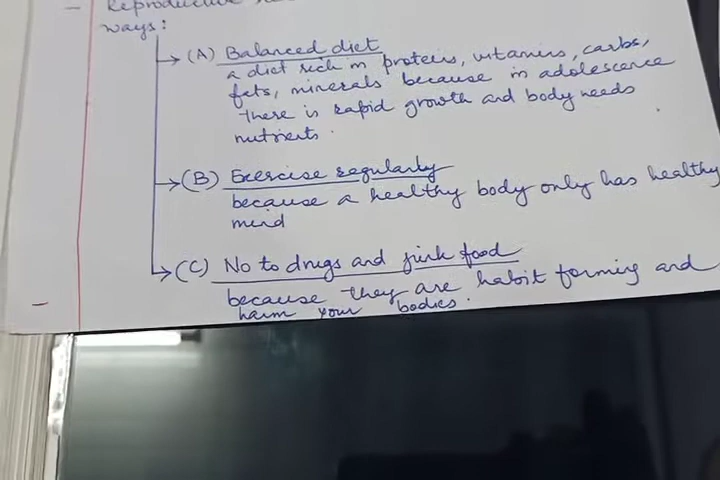 – Reproductive
ways:
(A) Balanced diet
a diet rich in proteins, vitamins, carbs,
fats, minerals because in adolescence
there is rapid growth and body needs
nutrients.
(B) Exercise regularly
because a healthy body only has healthy
mind
(C) No to drugs and junk food
because they are habit forming and
harm your bodies.